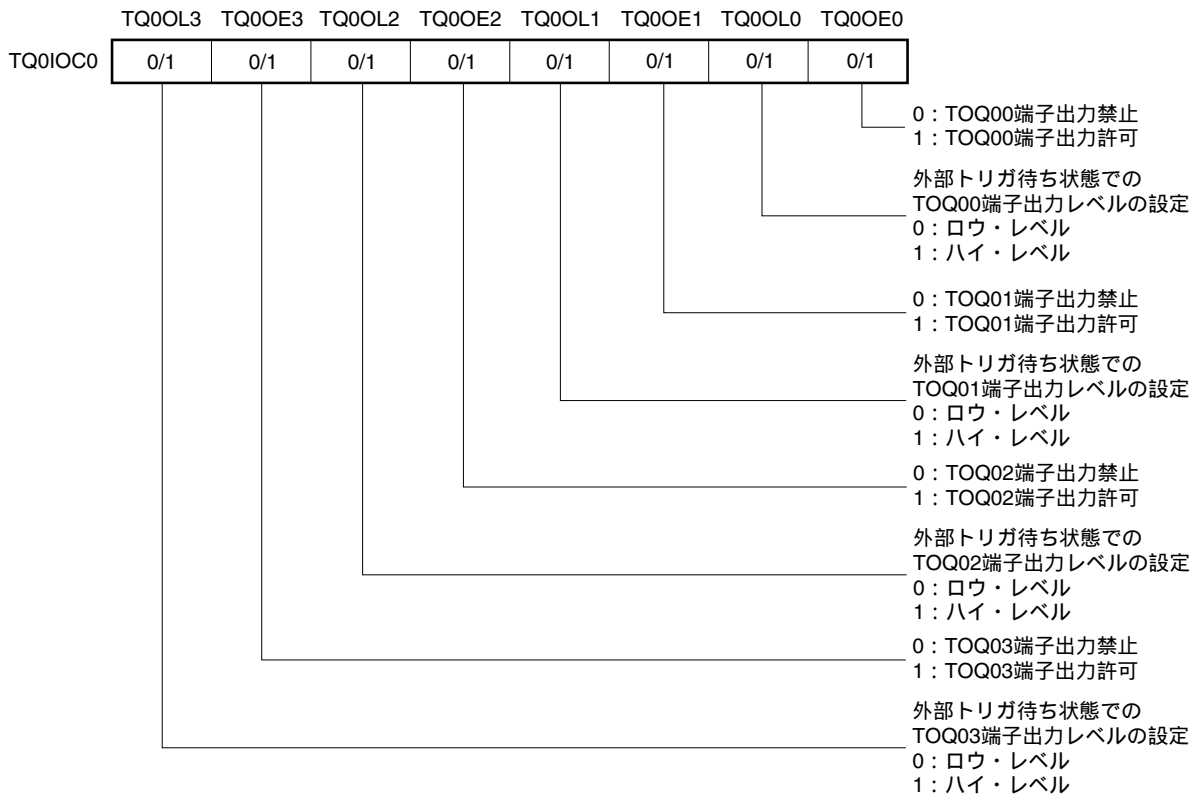 TQ0OL3 TQ0OE3 TQ0OL2 TQ0OE2 TQ0OL1 TQ0OE1 TQ0OL0 TQ0OE0
TQ0IOC0 0/1 0/1 0/1 0/1 0/1 0/1 0/1 0/1
0：TOQ00端子出力禁止
1：TOQ00端子出力許可
外部トリガ待ち状態での
TOQ00端子出力レベルの設定
0：ロウ・レベル
1：ハイ・レベル
0：TOQ01端子出力禁止
1：TOQ01端子出力許可
外部トリガ待ち状態での
TOQ01端子出力レベルの設定
0：ロウ・レベル
1：ハイ・レベル
0：TOQ02端子出力禁止
1：TOQ02端子出力許可
外部トリガ待ち状態での
TOQ02端子出力レベルの設定
0：ロウ・レベル
1：ハイ・レベル
0：TOQ03端子出力禁止
1：TOQ03端子出力許可
外部トリガ待ち状態での
TOQ03端子出力レベルの設定
0：ロウ・レベル
1：ハイ・レベル